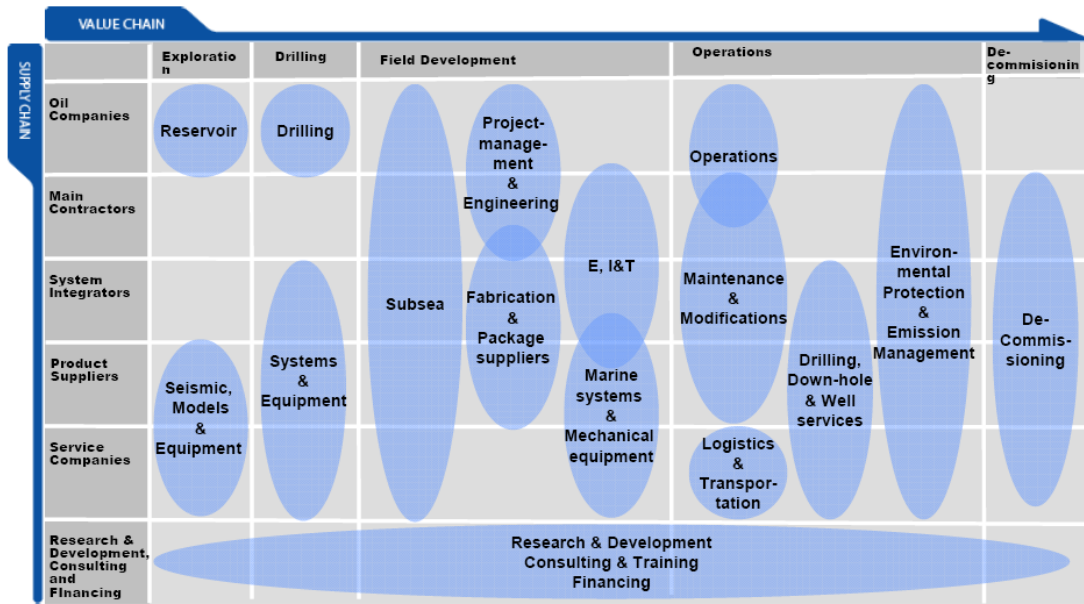 VALUE CHAIN
SUPPLY CHAIN
Exploratio
n
Drilling
Field Development
Operations
De-
commisionin
g
Oil
Companies
Reservoir
Drilling
Project-
manage-
ment
&
Engineering
Operations
Main
Contractors
System
Integrators
Subsea
Fabrication
&
Package
suppliers
E, I&T
Maintenance
&
Modifications
Environ-
mental
Protection
&
Emission
Management
De-
Commis-
sioning
Product
Suppliers
Seismic,
Models
&
Equipment
Systems
&
Equipment
Marine
systems
&
Mechanical
equipment
Drilling,
Down-hole
& Well
services
Service
Companies
Logistics
&
Transpor-
tation
Research &
Development,
Consulting
and
FInancing
Research & Development
Consulting & Training
Financing